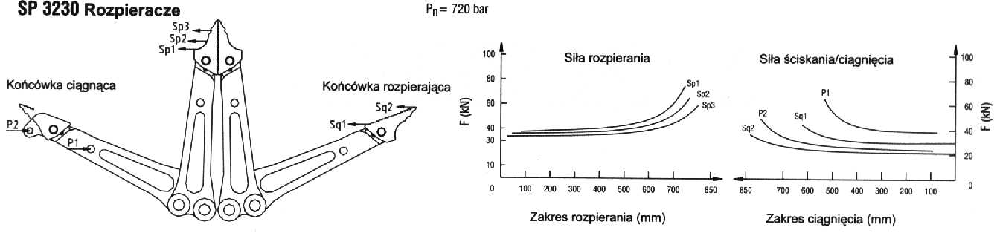 SP 3230 Rozpieracze
Pn= 720 bar
Sp3
Sp2
Sp1
Końcówka ciągnąca
Końcówka rozpierająca
P2
P1
Sq2
Sq1
Siła rozpierania
F (kN)
100
80
60
40
30
10
0
100 200 300 400 500 600 700 850
Sp1
Sp2
Sp3
Zakres rozpierania (mm)
Siła ściskania/ciągnięcia
P1
P2
Sq1
Sq2
100
80
60
40
20
0
F (kN)
850 700 500 400 300 200 100
Zakres ciągnięcia (mm)